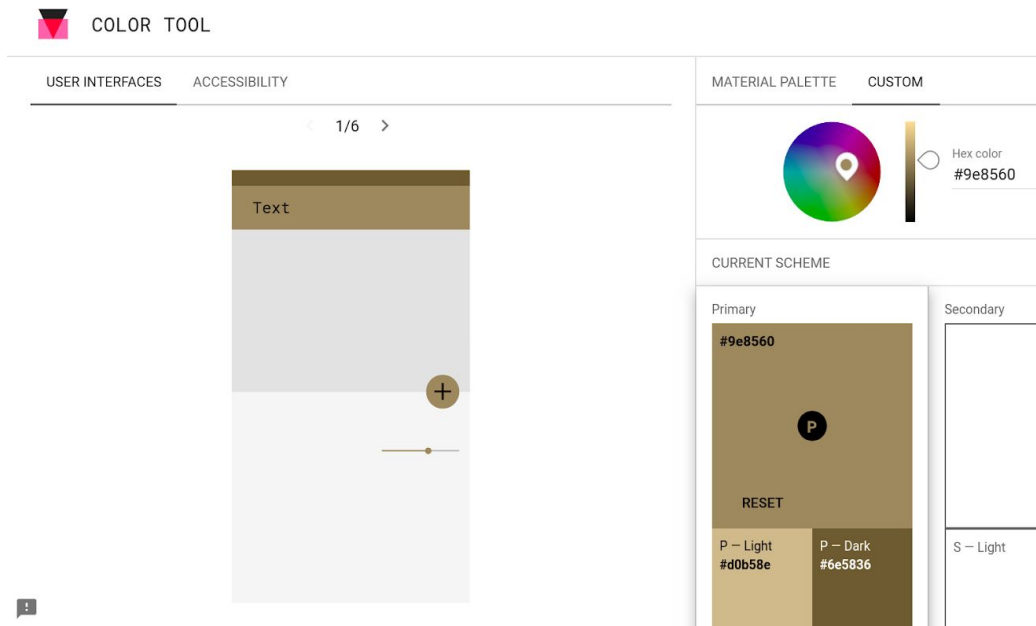 COLOR TOOL
USER INTERFACES ACCESSIBILITY
1/6
Text
MATERIAL PALETTE CUSTOM
Hex color
#9e8560
CURRENT SCHEME
Primary
#9e8560
P
RESET
P — Light
#d0b58e
P — Dark
#6e5836
Secondary
S — Light